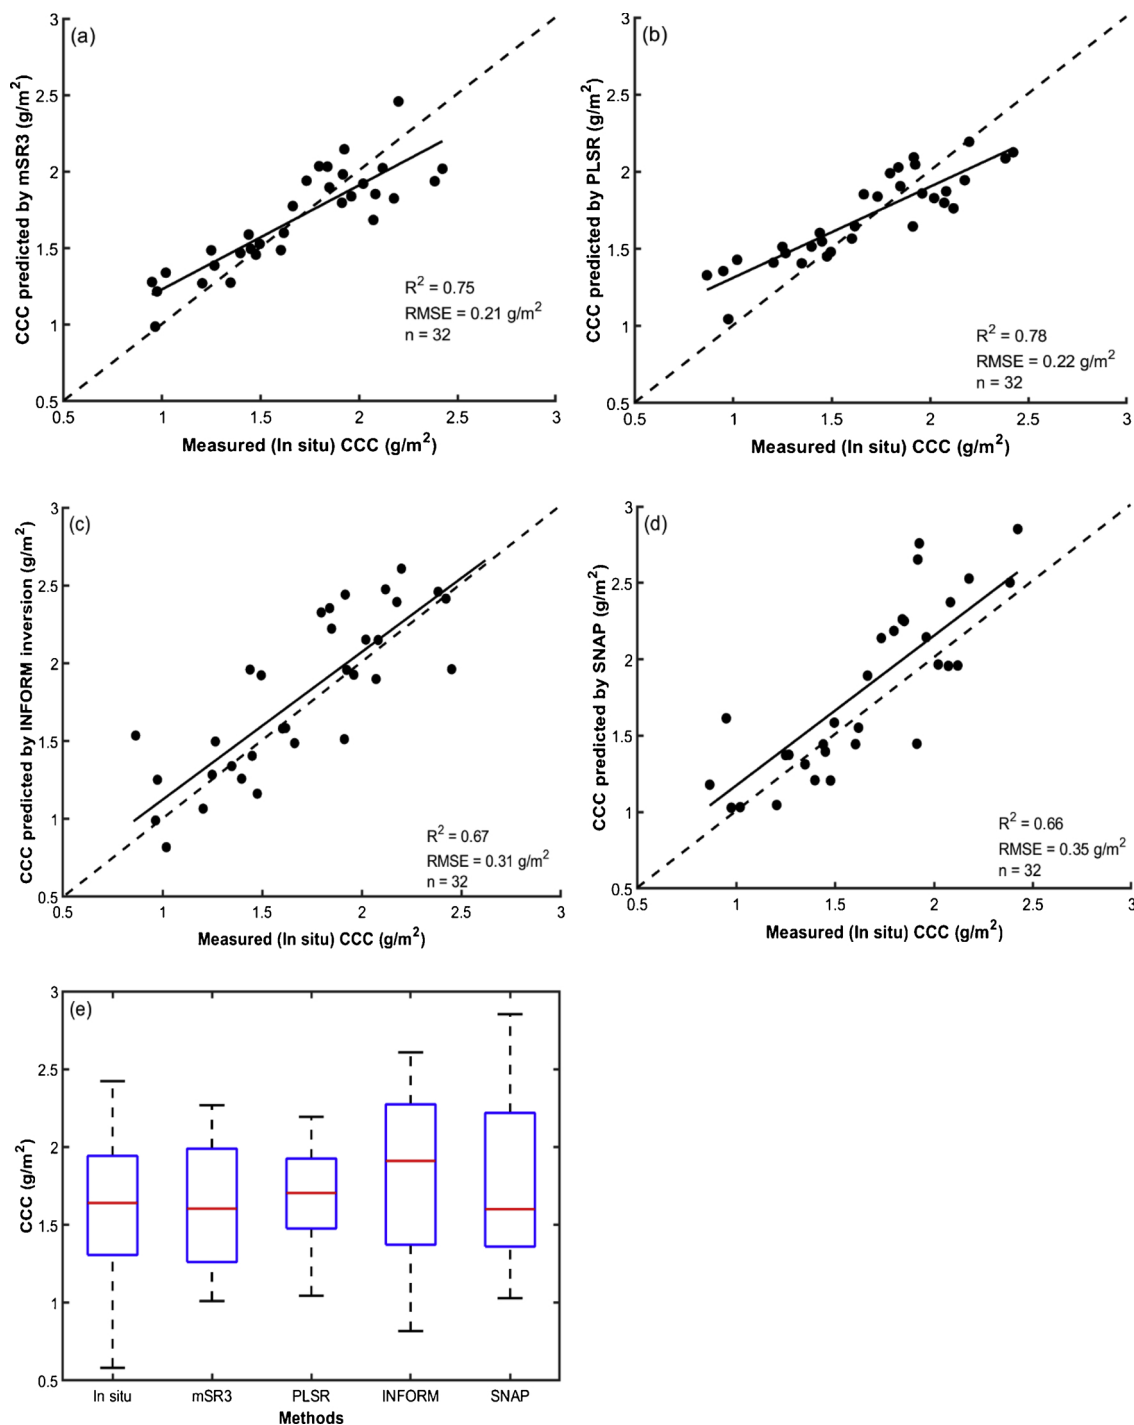 (a)
CCC predicted by mSR3 (g/m²)
3
2.5
2
1.5
1
0.5
R² = 0.75
RMSE = 0.21 g/m²
n = 32
0.5 1 1.5 2 2.5 3
Measured (In situ) CCC (g/m²)
(b)
CCC predicted by PLSR (g/m²)
3
2.5
2
1.5
1
0.5
R² = 0.78
RMSE = 0.22 g/m²
n = 32
0.5 1 1.5 2 2.5 3
Measured (In situ) CCC (g/m²)
(c)
CCC predicted by INFORM inversion (g/m²)
3
2.5
2
1.5
1
0.5
R² = 0.67
RMSE = 0.31 g/m²
n = 32
0.5 1 1.5 2 2.5 3
Measured (In situ) CCC (g/m²)
(d)
CCC predicted by SNAP (g/m²)
3
2.5
2
1.5
1
0.5
R² = 0.66
RMSE = 0.35 g/m²
n = 32
0.5 1 1.5 2 2.5 3
Measured (In situ) CCC (g/m²)
(e)
CCC (g/m²)
3
2.5
2
1.5
1
0.5
In situ mSR3 PLSR INFORM SNAP
Methods